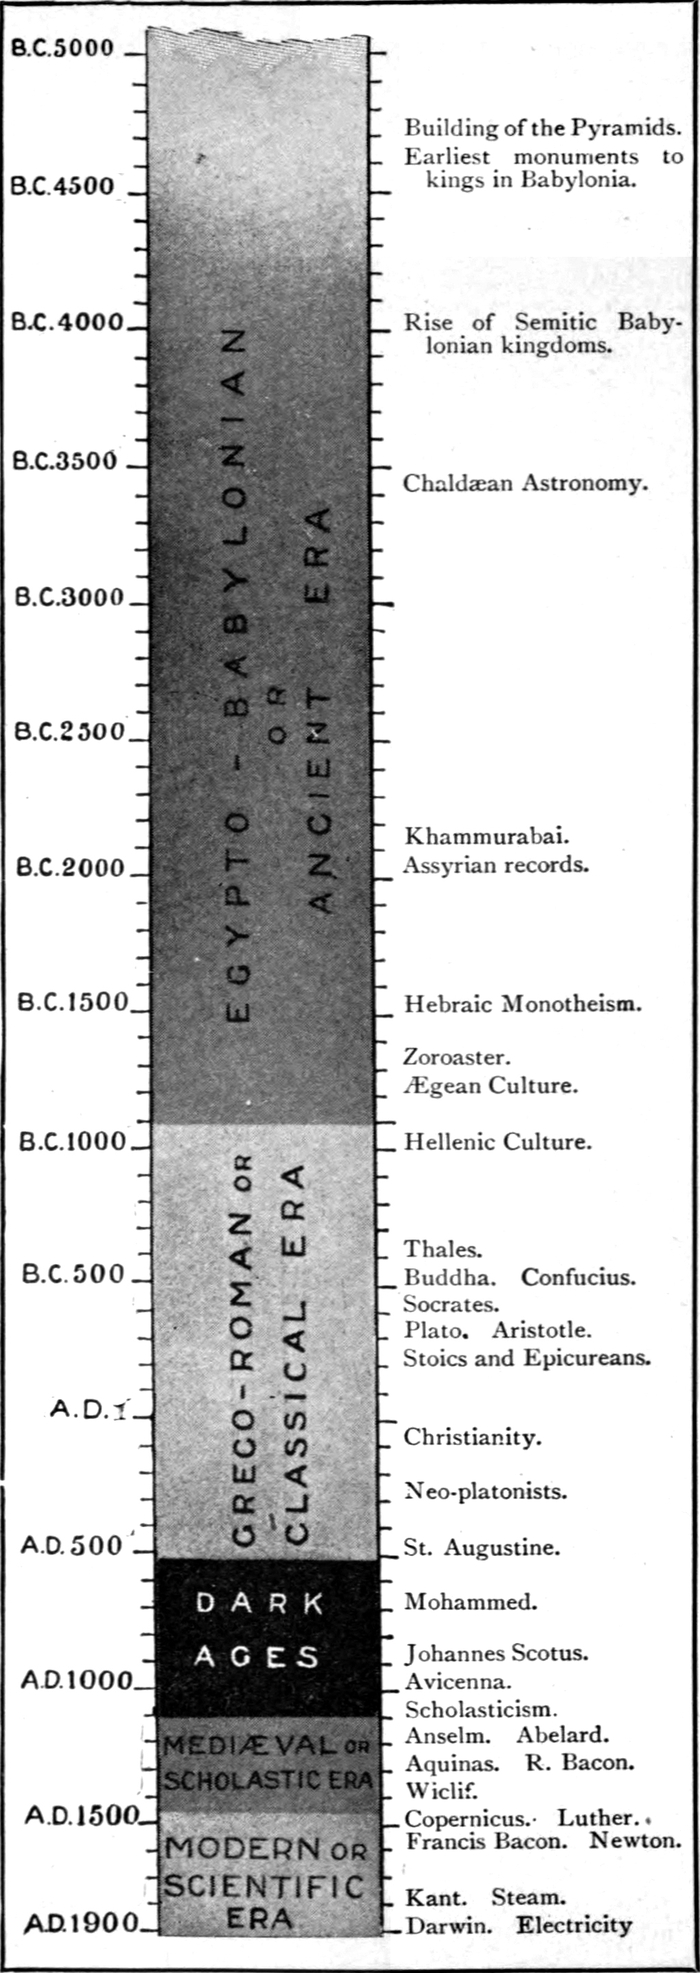 B.C.5000
Building of the Pyramids.
Earliest monuments to
kings in Babylonia.
B.C.4500
B.C.4000
Rise of Semitic Baby-
lonian kingdoms.
B.C.3500
Chaldæan Astronomy.
B.C.3000
B.C.2500
Khammurabai.
B.C.2000
Assyrian records.
EGYPTO-BABYLONIAN
OR
ANCIENT ERA
B.C.1500
Hebraic Monotheism.
Zoroaster.
Ægean Culture.
B.C.1000
Hellenic Culture.
Thales.
B.C.500
Buddha. Confucius.
Socrates.
Plato. Aristotle.
Stoics and Epicureans.
A.D.1
Christianity.
Neo-platonists.
GRECO-ROMAN OR
CLASSICAL ERA
A.D.500
St. Augustine.
DARK
AGES
Mohammed.
Johannes Scotus.
A.D.1000
Avicenna.
Scholasticism.
MEDIÆVAL OR
SCHOLASTIC ERA
Anselm. Abelard.
Aquinas. R. Bacon.
Wiclif.
A.D.1500
Copernicus. Luther.
Francis Bacon. Newton.
MODERN OR
SCIENTIFIC
ERA
Kant. Steam.
A.D.1900
Darwin. Electricity